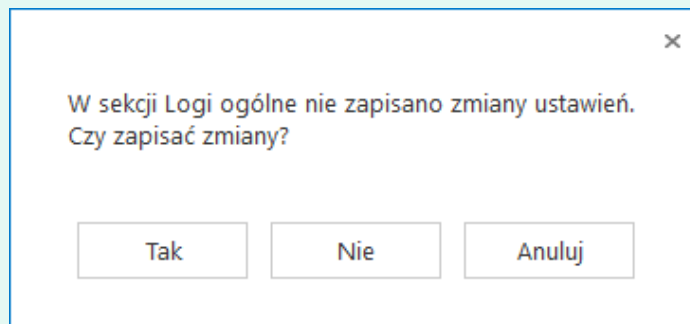 W sekcji Logi ogólne nie zapisano zmiany ustawień.
Czy zapisać zmiany?
Tak
Nie
Anuluj